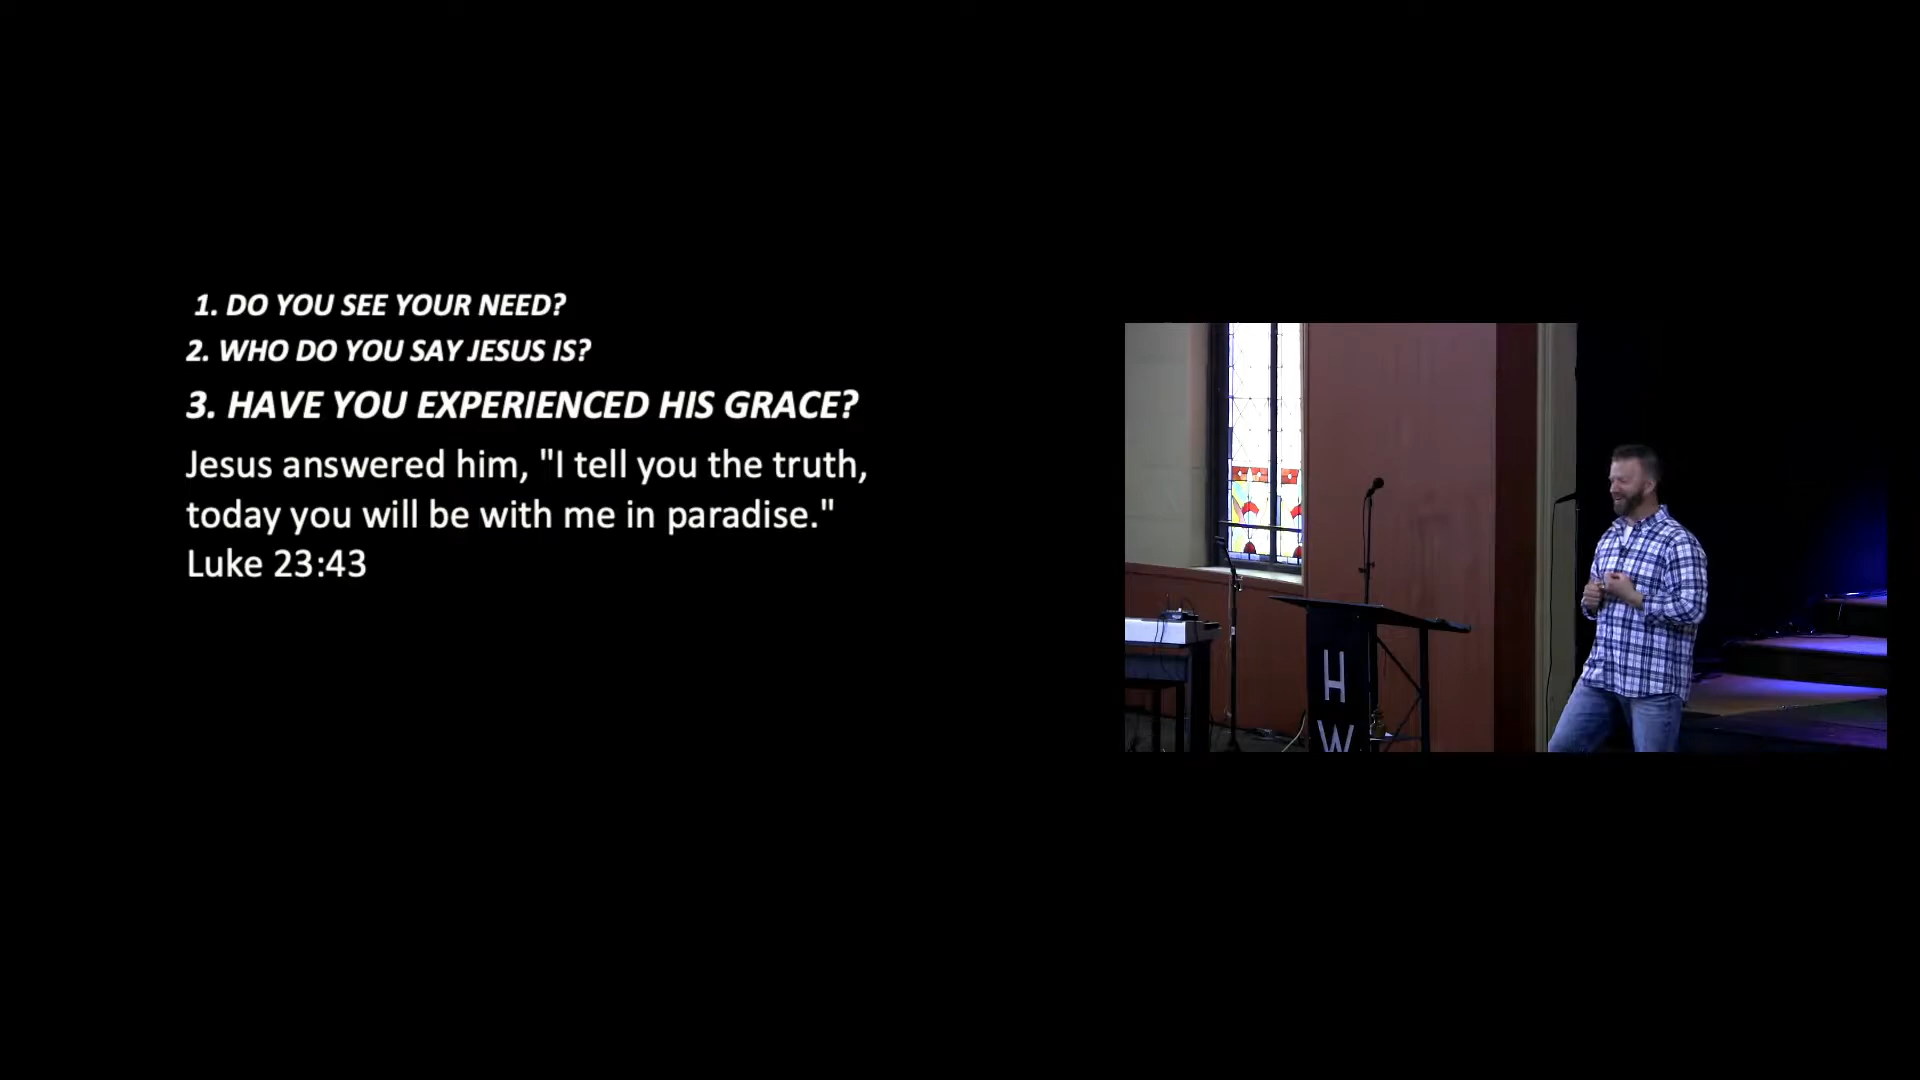 1. DO YOU SEE YOUR NEED?
2. WHO DO YOU SAY JESUS IS?
3. HAVE YOU EXPERIENCED HIS GRACE?
Jesus answered him, "I tell you the truth,
today you will be with me in paradise."
Luke 23:43
H
W